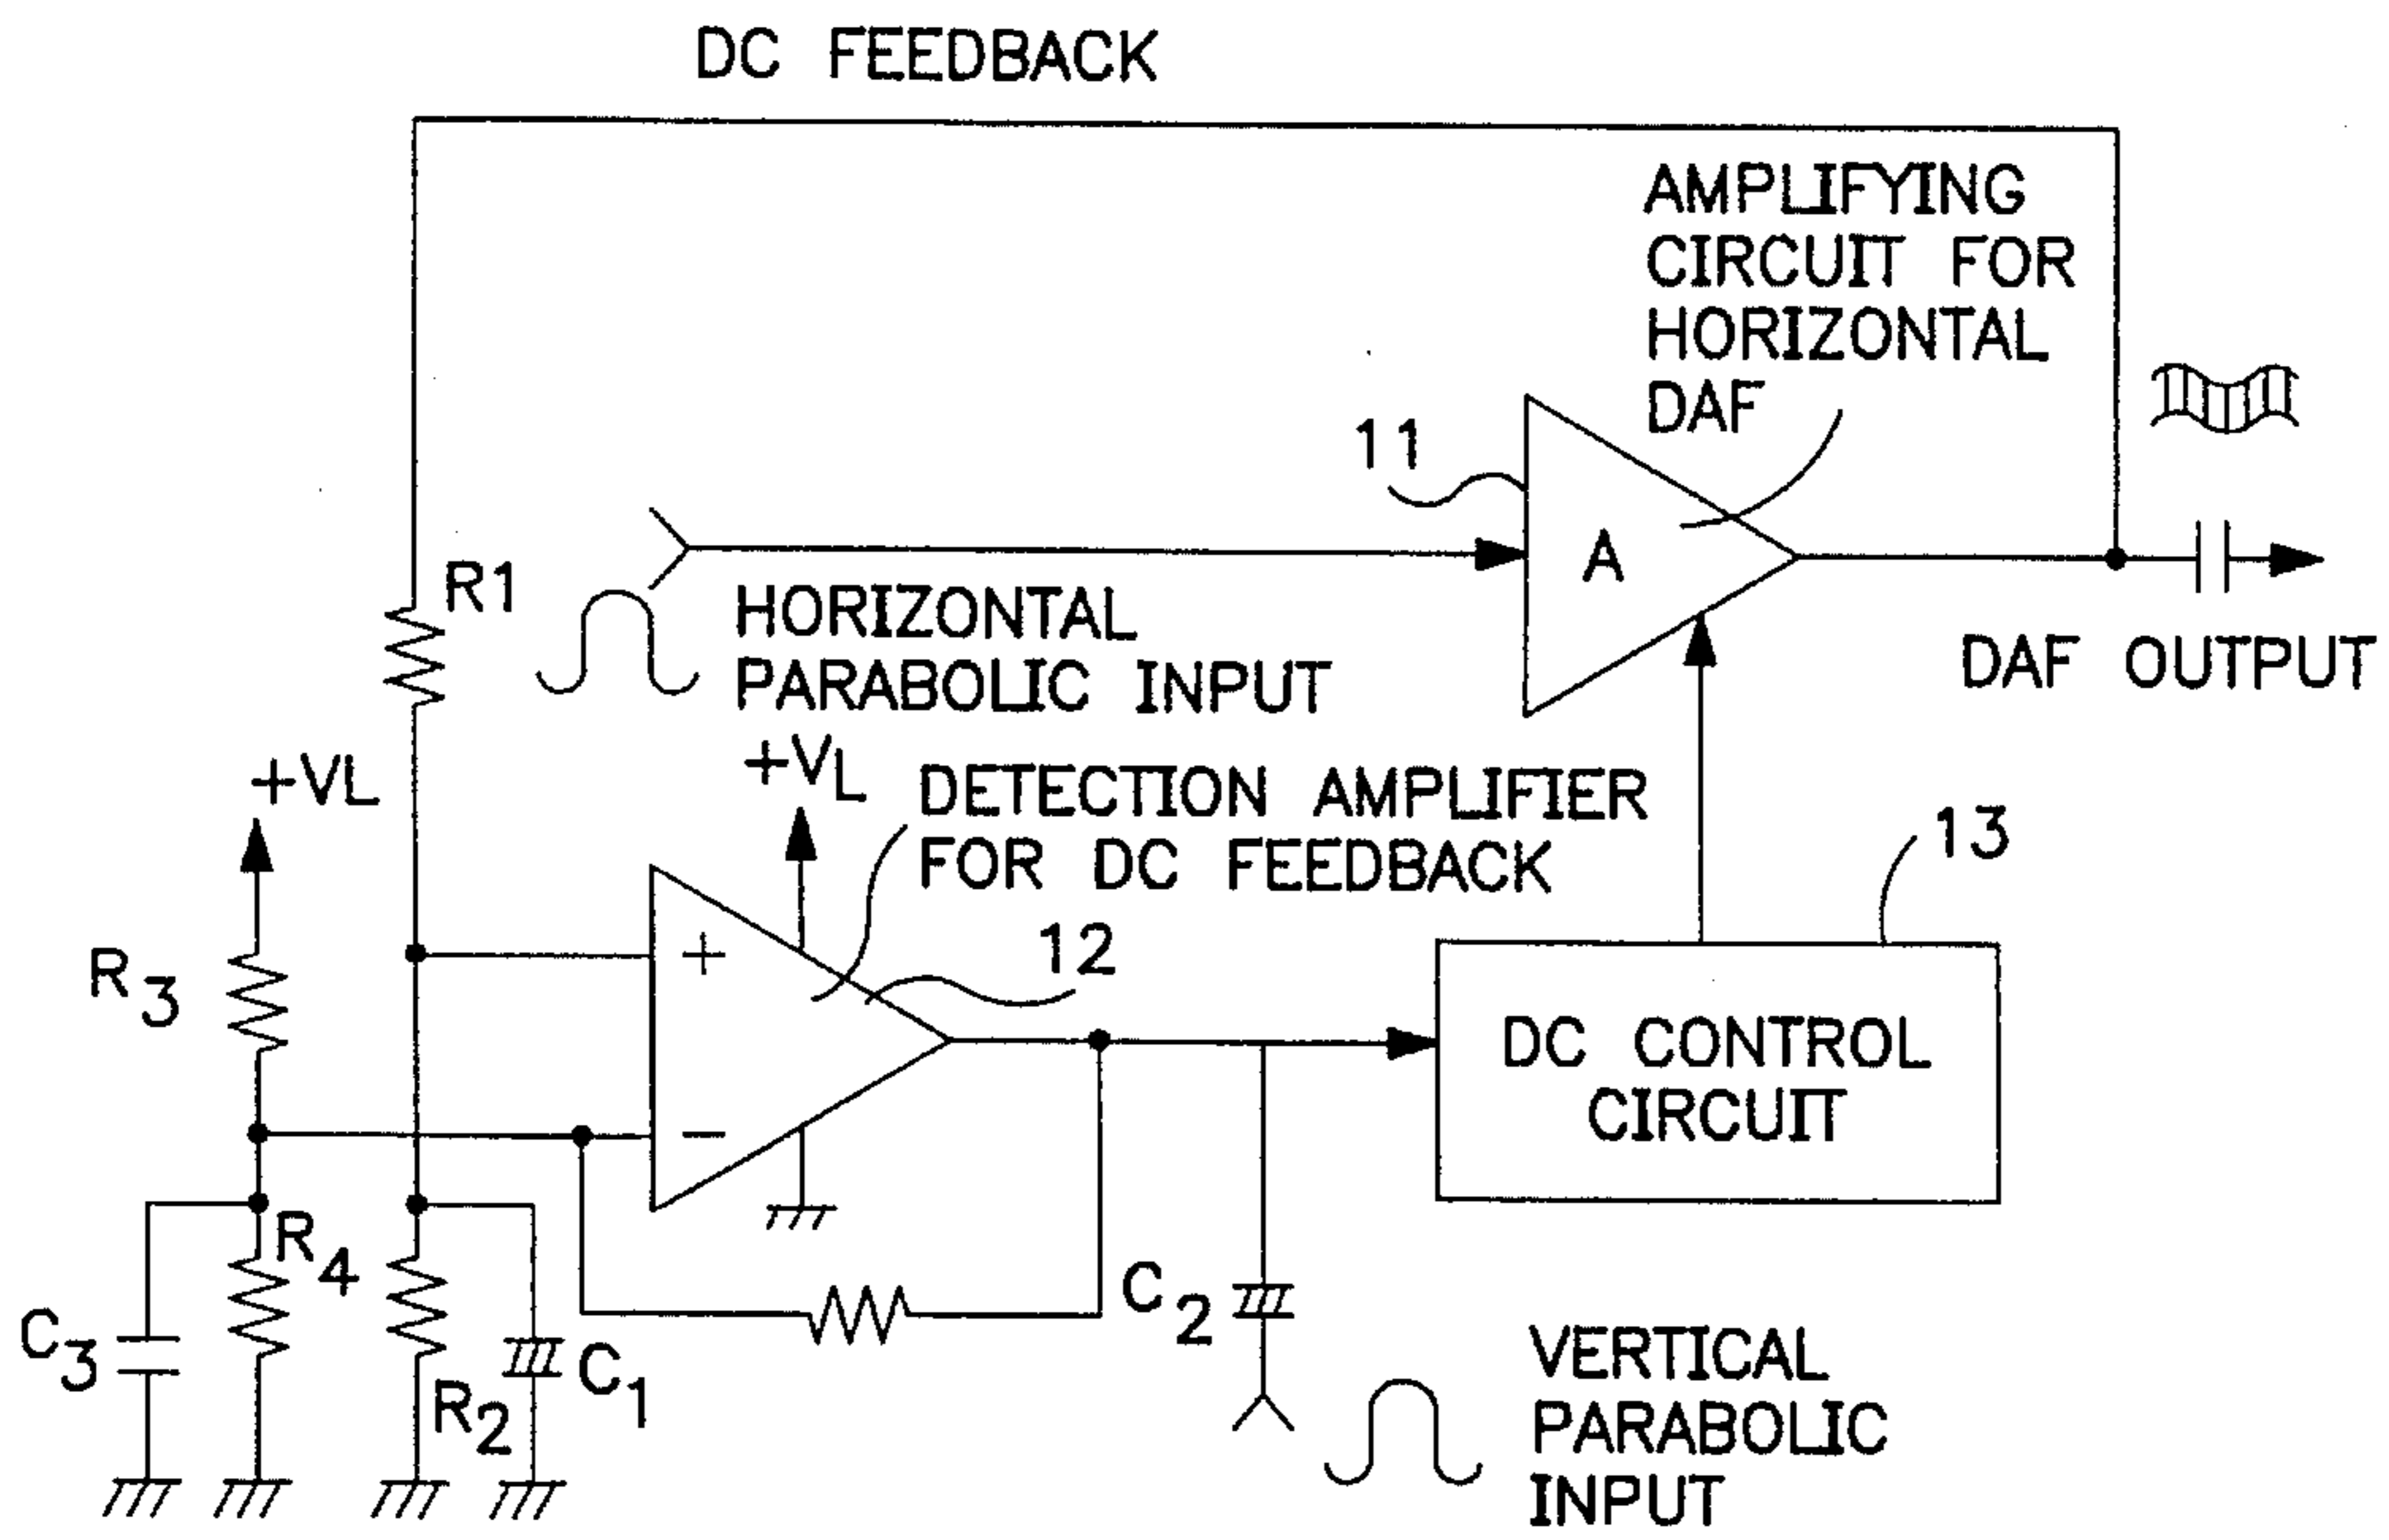 DC FEEDBACK
AMPLIFYING
CIRCUIT FOR
HORIZONTAL
DAF
11
A
R1
HORIZONTAL
PARABOLIC INPUT
DAF OUTPUT
+VL
+VL
DETECTION AMPLIFIER
FOR DC FEEDBACK
13
12
R3
+
−
DC CONTROL
CIRCUIT
R4
C3
R2
C1
C2
VERTICAL
PARABOLIC
INPUT